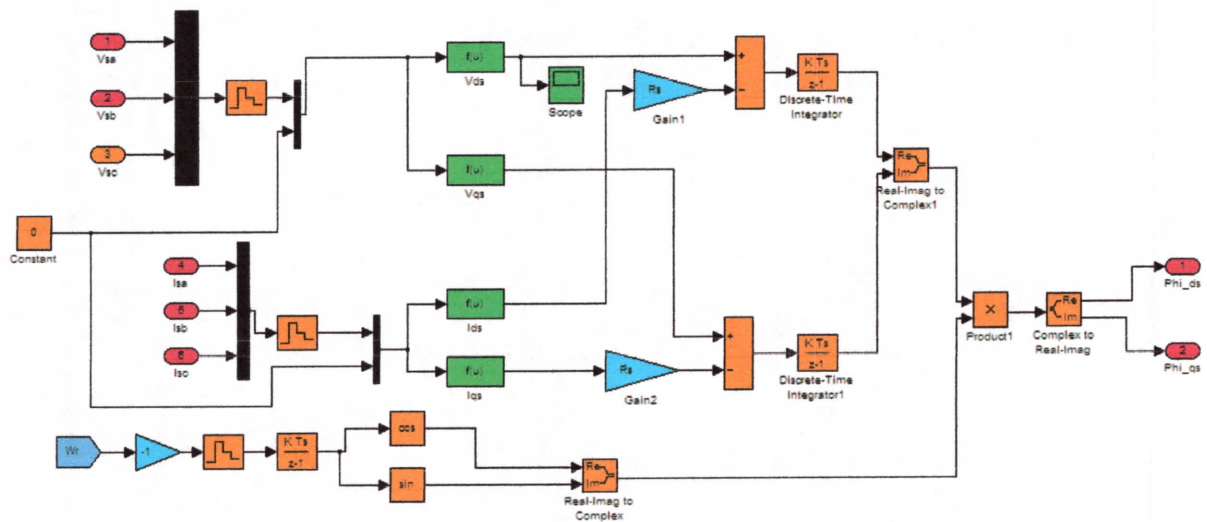 1
Vsa
2
Vsb
3
Vsc
f(u)
Vds
Scope
Rs
Gain1
+
−
K Ts
z-1
Discrete-Time
Integrator
f(u)
Vqs
Re
Im
Real-Imag to
Complex1
0
Constant
4
Isa
5
Isb
6
Isc
f(u)
Ids
f(u)
Iqs
Rs
Gain2
+
−
K Ts
z-1
Discrete-Time
Integrator1
×
Product1
Re
Im
Complex to
Real-Imag
1
Phi_ds
2
Phi_qs
Wr
-1
K Ts
z-1
cos
sin
Re
Im
Real-Imag to
Complex